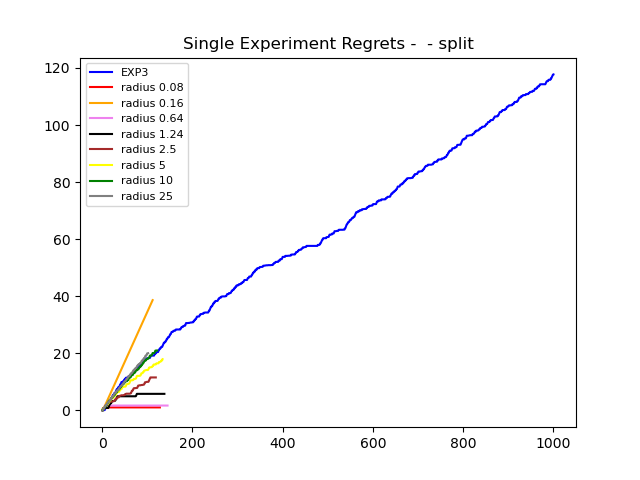 Single Experiment Regrets -  - split
EXP3
radius 0.08
radius 0.16
radius 0.64
radius 1.24
radius 2.5
radius 5
radius 10
radius 25
120
100
80
60
40
20
0
0 200 400 600 800 1000